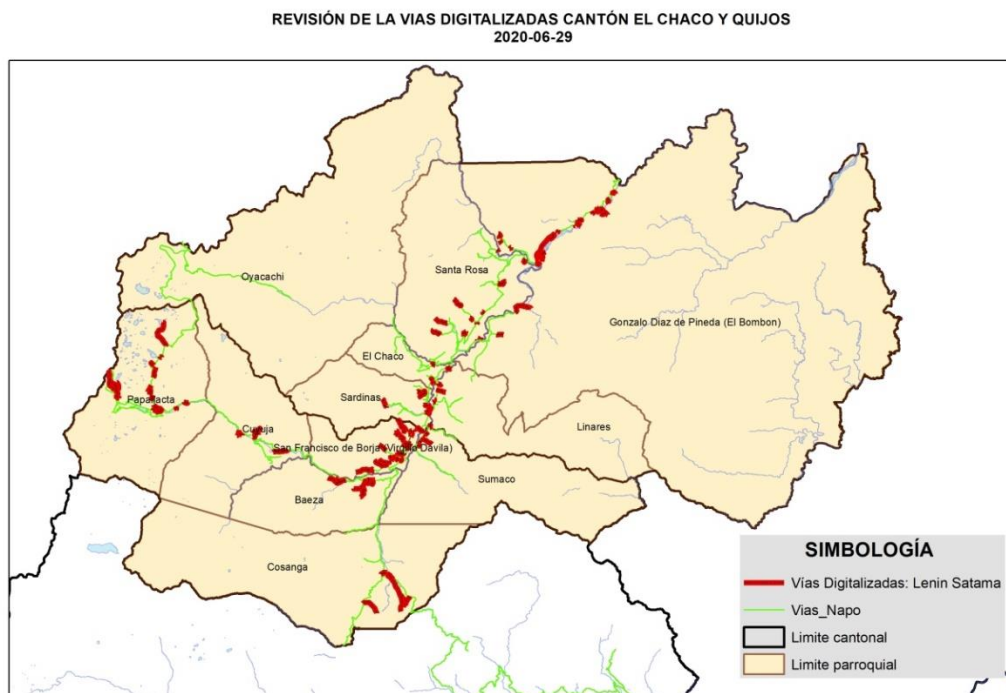 REVISIÓN DE LA VIAS DIGITALIZADAS CANTÓN EL CHACO Y QUIJOS
2020-06-29
Oyacachi
Santa Rosa
Gonzalo Diaz de Pineda (El Bombon)
El Chaco
Papallacta
Sardinas
Linares
Cuyuja
San Francisco de Borja (Virgilio Dávila)
Sumaco
Baeza
Cosanga
SIMBOLOGÍA
Vías Digitalizadas: Lenin Satama
Vias_Napo
Limite cantonal
Limite parroquial